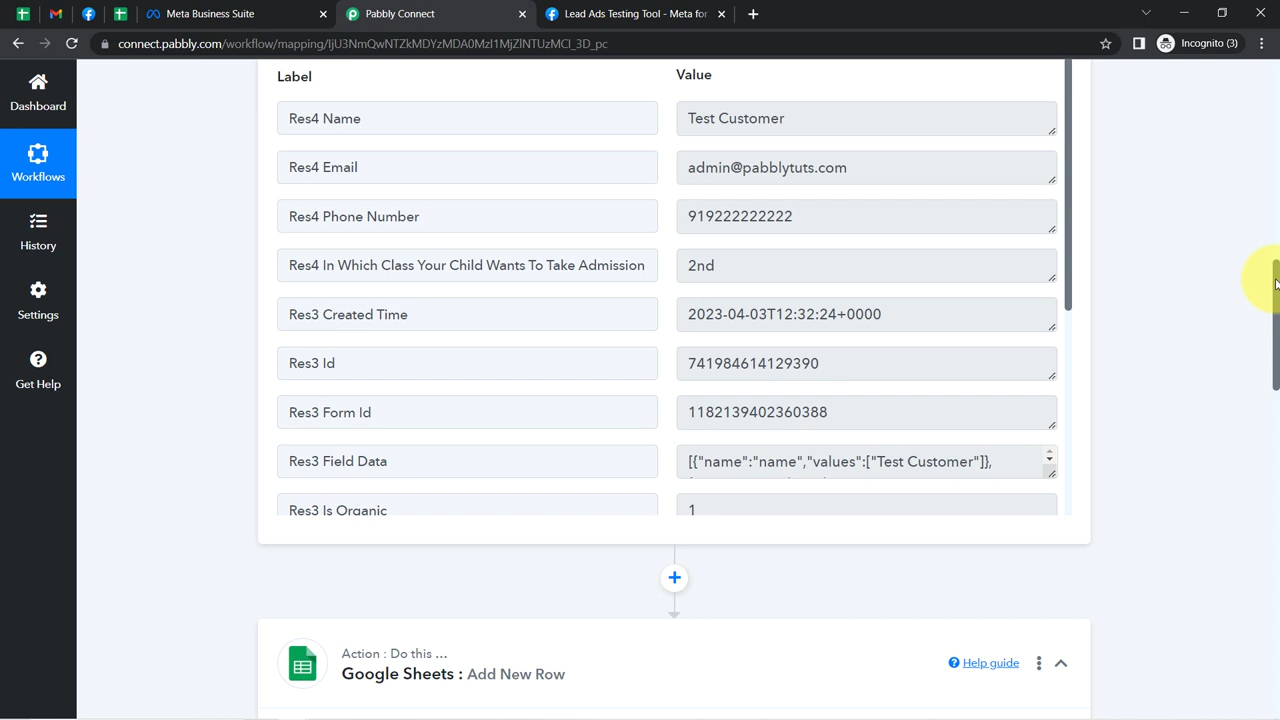 Meta Business Suite
Pabbly Connect
Lead Ads Testing Tool - Meta for
connect.pabbly.com/workflow/mapping/IjU3NmQwNTZkMDYzMDA0MzI1MjZlNTUzMCI_3D_pc
Incognito (3)
Dashboard
Workflows
History
Settings
Get Help
Label
Value
Res4 Name
Test Customer
Res4 Email
admin@pabblytuts.com
Res4 Phone Number
919222222222
Res4 In Which Class Your Child Wants To Take Admission
2nd
Res3 Created Time
2023-04-03T12:32:24+0000
Res3 Id
741984614129390
Res3 Form Id
1182139402360388
Res3 Field Data
[{"name":"name","values":["Test Customer"]},
Res3 Is Organic
1
Action : Do this ...
Google Sheets : Add New Row
Help guide